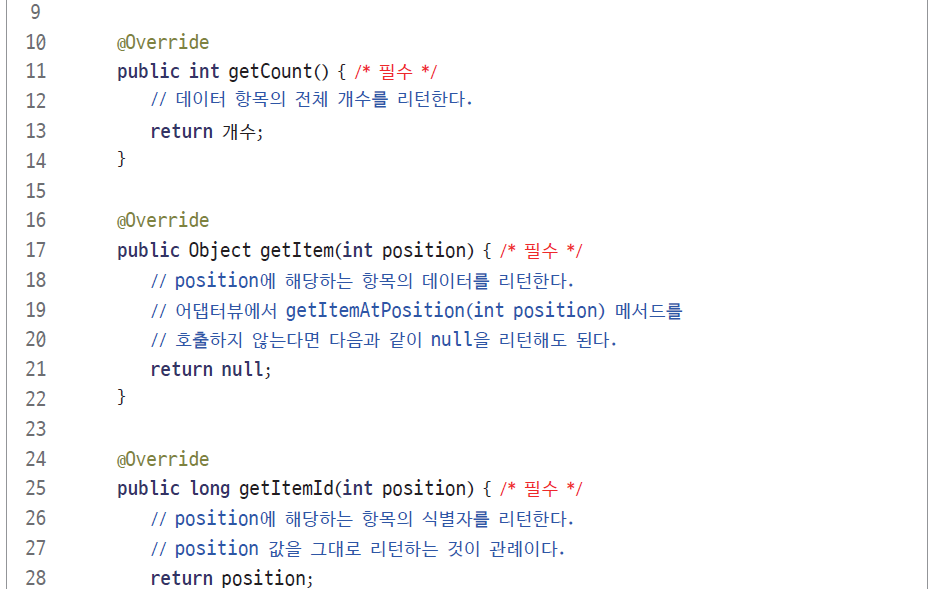 9
10 @Override
11 public int getCount() { /* 필수 */
12 // 데이터 항목의 전체 개수를 리턴한다.
13 return 개수;
14 }
15
16 @Override
17 public Object getItem(int position) { /* 필수 */
18 // position에 해당하는 항목의 데이터를 리턴한다.
19 // 어댑터뷰에서 getItemAtPosition(int position) 메서드를
20 // 호출하지 않는다면 다음과 같이 null을 리턴해도 된다.
21 return null;
22 }
23
24 @Override
25 public long getItemId(int position) { /* 필수 */
26 // position에 해당하는 항목의 식별자를 리턴한다.
27 // position 값을 그대로 리턴하는 것이 관례이다.
28 return position;